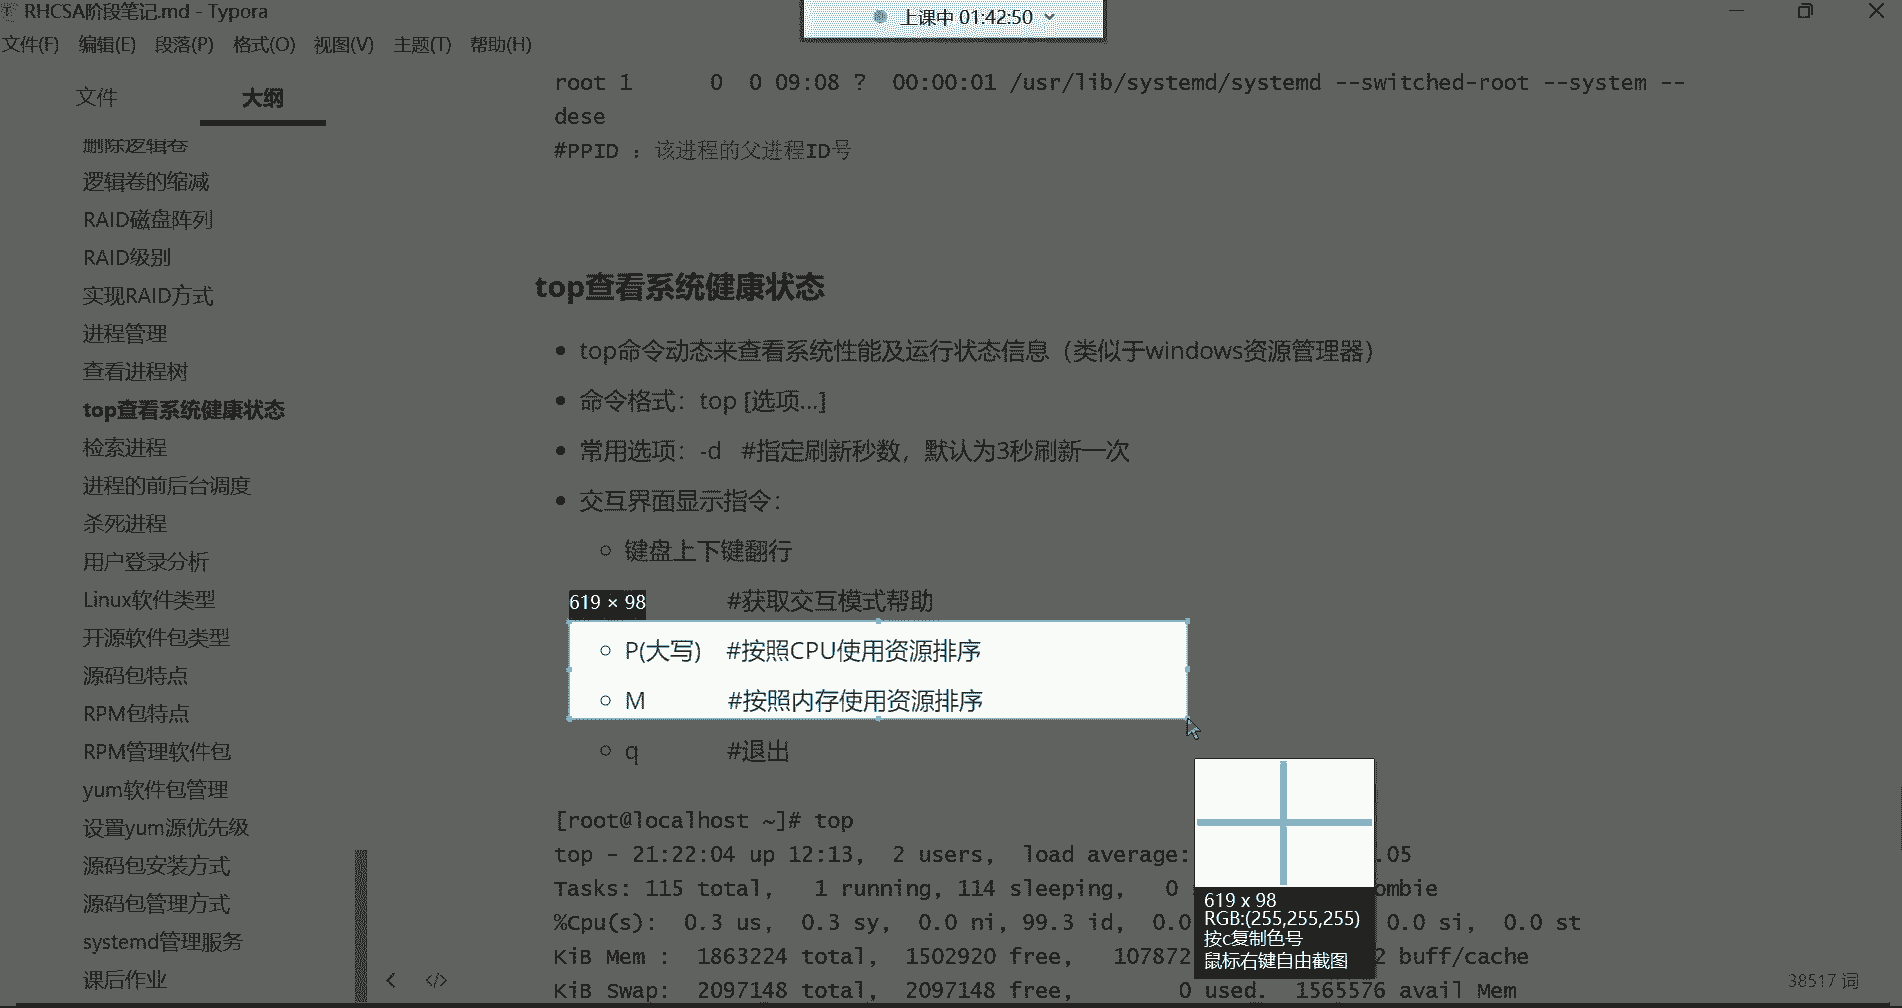 RHCSA阶段笔记.md - Typora
上课中 01:42:50
文件(F) 编辑(E) 段落(P) 格式(O) 视图(V) 主题(T) 帮助(H)
文件 大纲
删除逻辑卷
逻辑卷的缩减
RAID磁盘阵列
RAID级别
实现RAID方式
进程管理
查看进程树
top查看系统健康状态
检索进程
进程的前后台调度
杀死进程
用户登录分析
Linux软件类型
开源软件包类型
源码包特点
RPM包特点
RPM管理软件包
yum软件包管理
设置yum源优先级
源码包安装方式
源码包管理方式
systemd管理服务
课后作业
root 1 0 0 09:08 ? 00:00:01 /usr/lib/systemd/systemd --switched-root --system --
dese
#PPID : 该进程的父进程ID号
top查看系统健康状态
top命令动态来查看系统性能及运行状态信息（类似于windows资源管理器）
命令格式：top [选项...]
常用选项：-d #指定刷新秒数，默认为3秒刷新一次
交互界面显示指令：
键盘上下键翻行
619 × 98 #获取交互模式帮助
P(大写) #按照CPU使用资源排序
M #按照内存使用资源排序
q #退出
[root@localhost ~]# top
top - 21:22:04 up 12:13, 2 users, load average: .05
Tasks: 115 total, 1 running, 114 sleeping, 0 ombie
%Cpu(s): 0.3 us, 0.3 sy, 0.0 ni, 99.3 id, 0.0 0.0 si, 0.0 st
KiB Mem : 1863224 total, 1502920 free, 107872 2 buff/cache
KiB Swap: 2097148 total, 2097148 free, 0 used. 1565576 avail Mem
619 x 98
RGB:(255,255,255)
按c复制色号
鼠标右键自由截图
38517 词